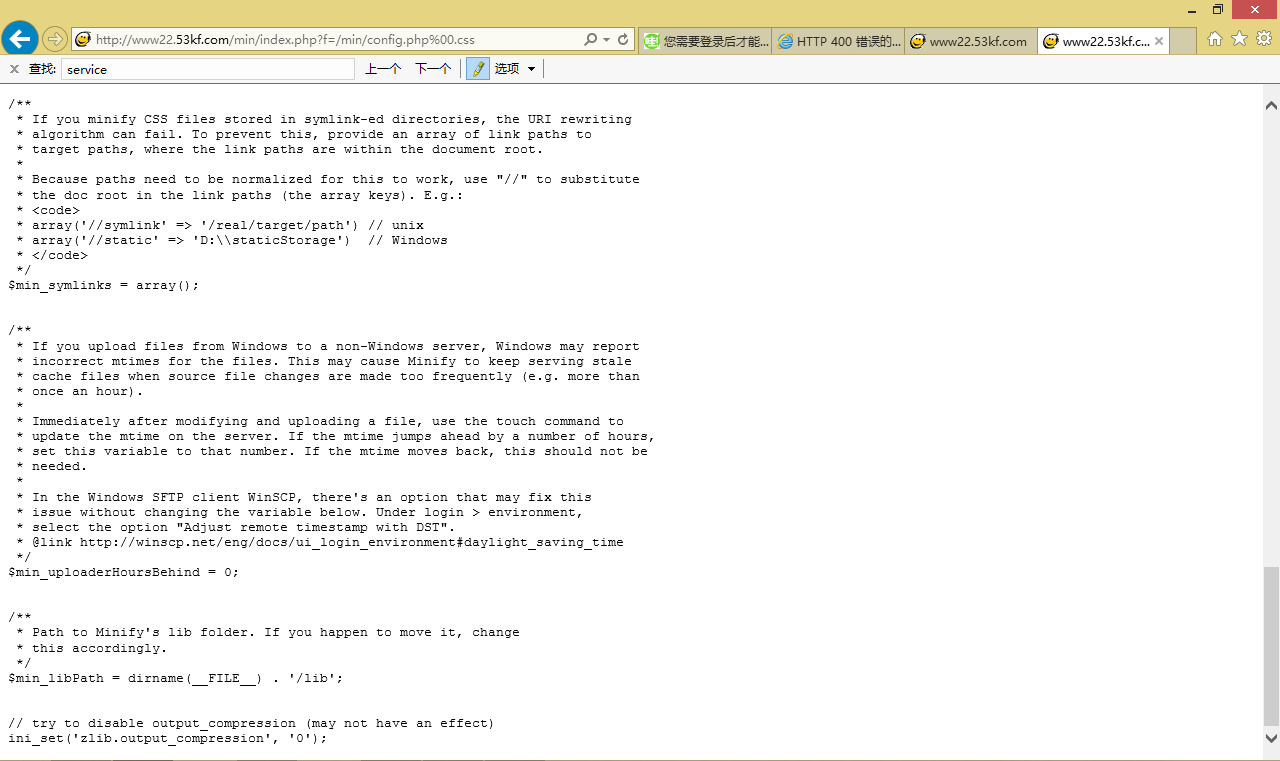 http://www22.53kf.com/min/index.php?f=/min/config.php%00.css
您需要登录后才能...
HTTP 400 错误的...
www22.53kf.com
www22.53kf.c...
查找: service 上一个 下一个 选项
/**
 * If you minify CSS files stored in symlink-ed directories, the URI rewriting
 * algorithm can fail. To prevent this, provide an array of link paths to
 * target paths, where the link paths are within the document root.
 *
 * Because paths need to be normalized for this to work, use "//" to substitute
 * the doc root in the link paths (the array keys). E.g.:
 * <code>
 * array('//symlink' => '/real/target/path') // unix
 * array('//static' => 'D:\\staticStorage')  // Windows
 * </code>
 */
$min_symlinks = array();
/**
 * If you upload files from Windows to a non-Windows server, Windows may report
 * incorrect mtimes for the files. This may cause Minify to keep serving stale
 * cache files when source file changes are made too frequently (e.g. more than
 * once an hour).
 *
 * Immediately after modifying and uploading a file, use the touch command to
 * update the mtime on the server. If the mtime jumps ahead by a number of hours,
 * set this variable to that number. If the mtime moves back, this should not be
 * needed.
 *
 * In the Windows SFTP client WinSCP, there's an option that may fix this
 * issue without changing the variable below. Under login > environment,
 * select the option "Adjust remote timestamp with DST".
 * @link http://winscp.net/eng/docs/ui_login_environment#daylight_saving_time
 */
$min_uploaderHoursBehind = 0;
/**
 * Path to Minify's lib folder. If you happen to move it, change
 * this accordingly.
 */
$min_libPath = dirname(__FILE__) . '/lib';
// try to disable output_compression (may not have an effect)
ini_set('zlib.output_compression', '0');